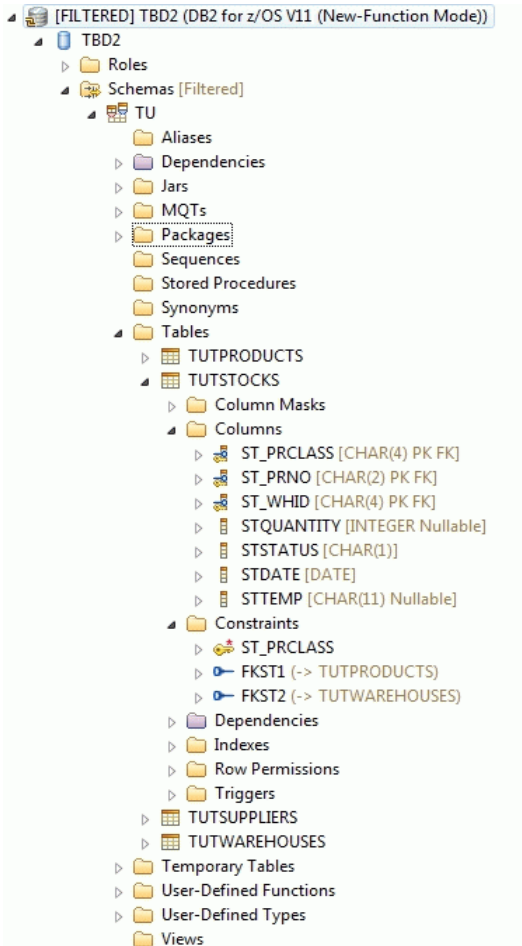 [FILTERED] TBD2 (DB2 for z/OS V11 (New-Function Mode))
TBD2
Roles
Schemas [Filtered]
TU
Aliases
Dependencies
Jars
MQTs
Packages
Sequences
Stored Procedures
Synonyms
Tables
TUTPRODUCTS
TUTSTOCKS
Column Masks
Columns
ST_PRCLASS [CHAR(4) PK FK]
ST_PRNO [CHAR(2) PK FK]
ST_WHID [CHAR(4) PK FK]
STQUANTITY [INTEGER Nullable]
STSTATUS [CHAR(1)]
STDATE [DATE]
STTEMP [CHAR(11) Nullable]
Constraints
ST_PRCLASS
FKST1 (-> TUTPRODUCTS)
FKST2 (-> TUTWAREHOUSES)
Dependencies
Indexes
Row Permissions
Triggers
TUTSUPPLIERS
TUTWAREHOUSES
Temporary Tables
User-Defined Functions
User-Defined Types
Views